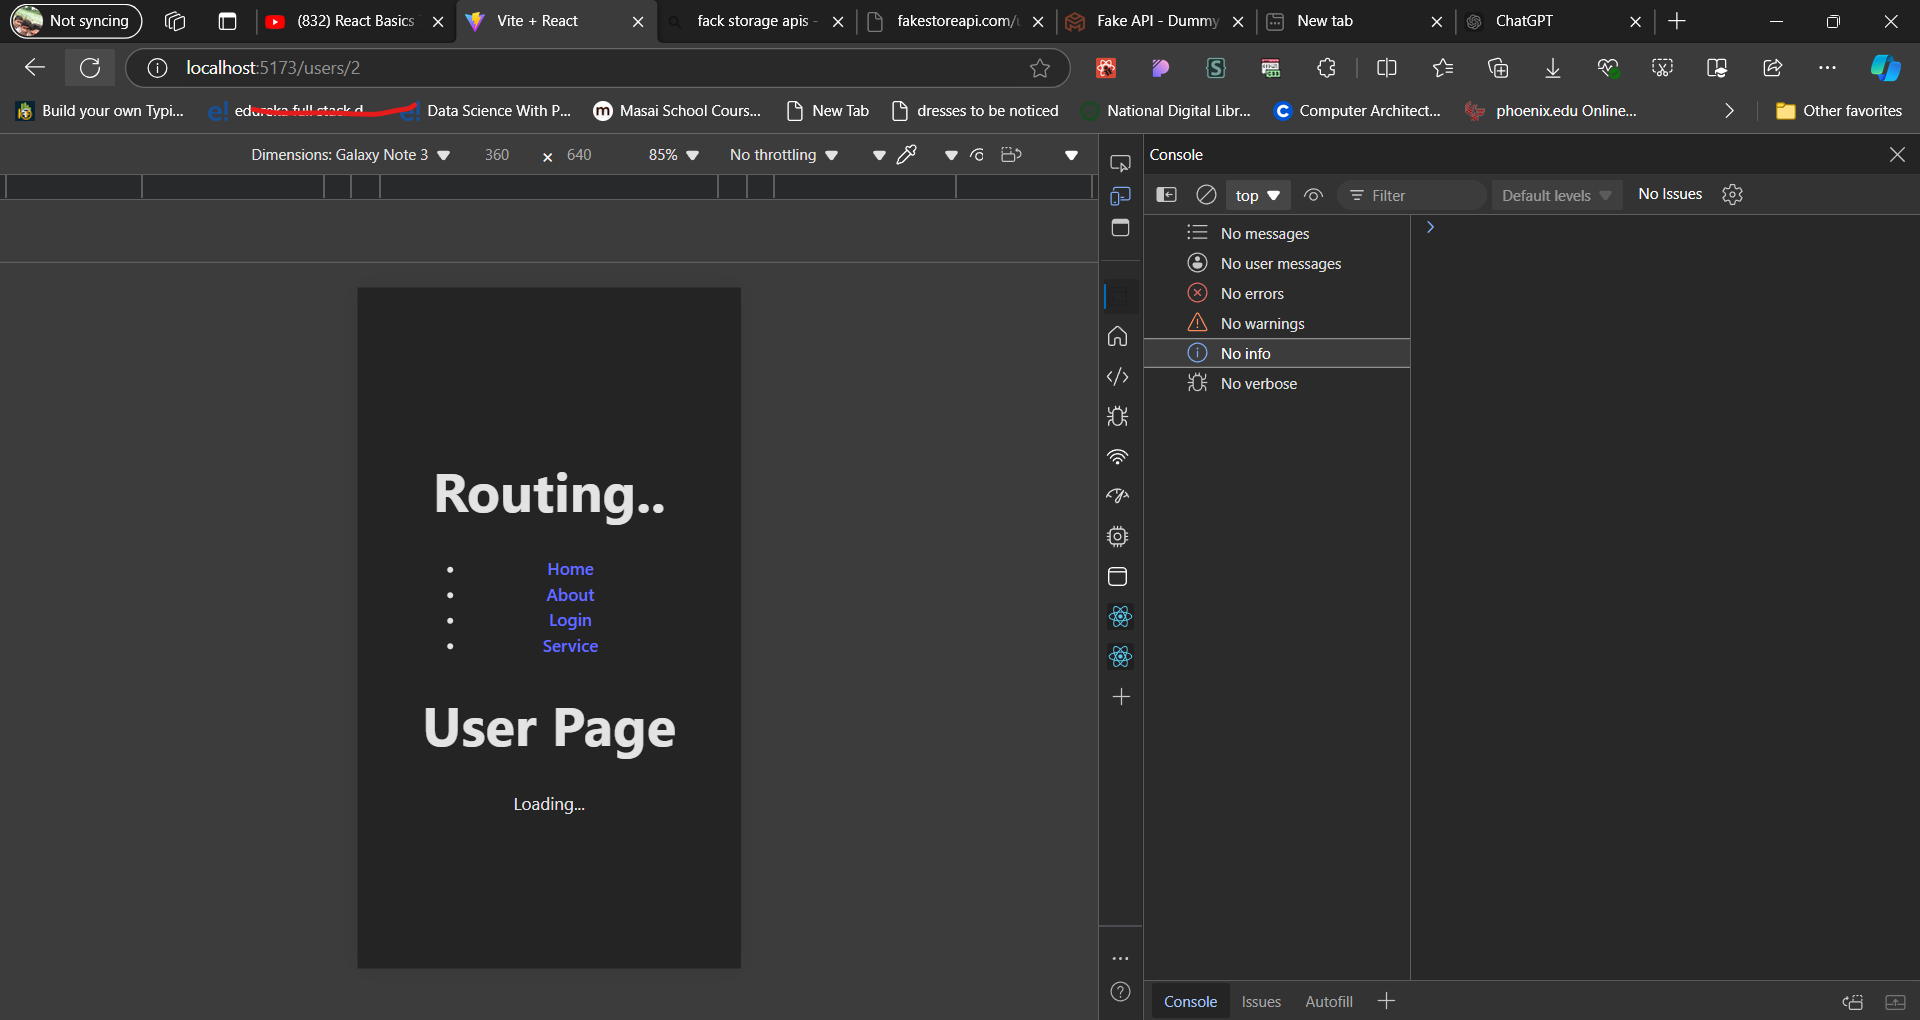 Not syncing
(832) React Basics
Vite + React
fack storage apis -
fakestoreapi.com/u
Fake API - Dummy
New tab
ChatGPT
localhost:5173/users/2
Build your own Typi...
Data Science With P...
Masai School Cours...
New Tab
dresses to be noticed
National Digital Libr...
Computer Architect...
phoenix.edu Online...
Other favorites
Dimensions: Galaxy Note 3
360
×
640
85%
No throttling
Console
top
Filter
Default levels
No Issues
No messages
No user messages
No errors
No warnings
No info
No verbose
Routing..
Home
About
Login
Service
User Page
Loading...
Console
Issues
Autofill